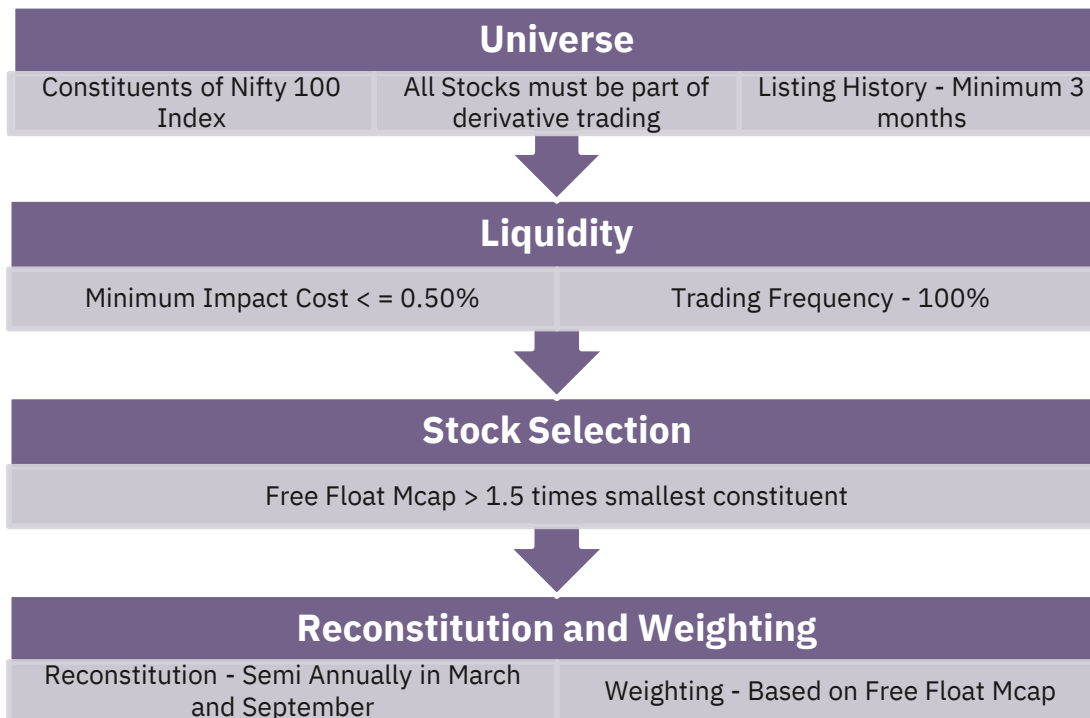 Universe
Constituents of Nifty 100
Index
All Stocks must be part of
derivative trading
Listing History - Minimum 3
months
Liquidity
Minimum Impact Cost < = 0.50%
Trading Frequency - 100%
Stock Selection
Free Float Mcap > 1.5 times smallest constituent
Reconstitution and Weighting
Reconstitution - Semi Annually in March
and September
Weighting - Based on Free Float Mcap